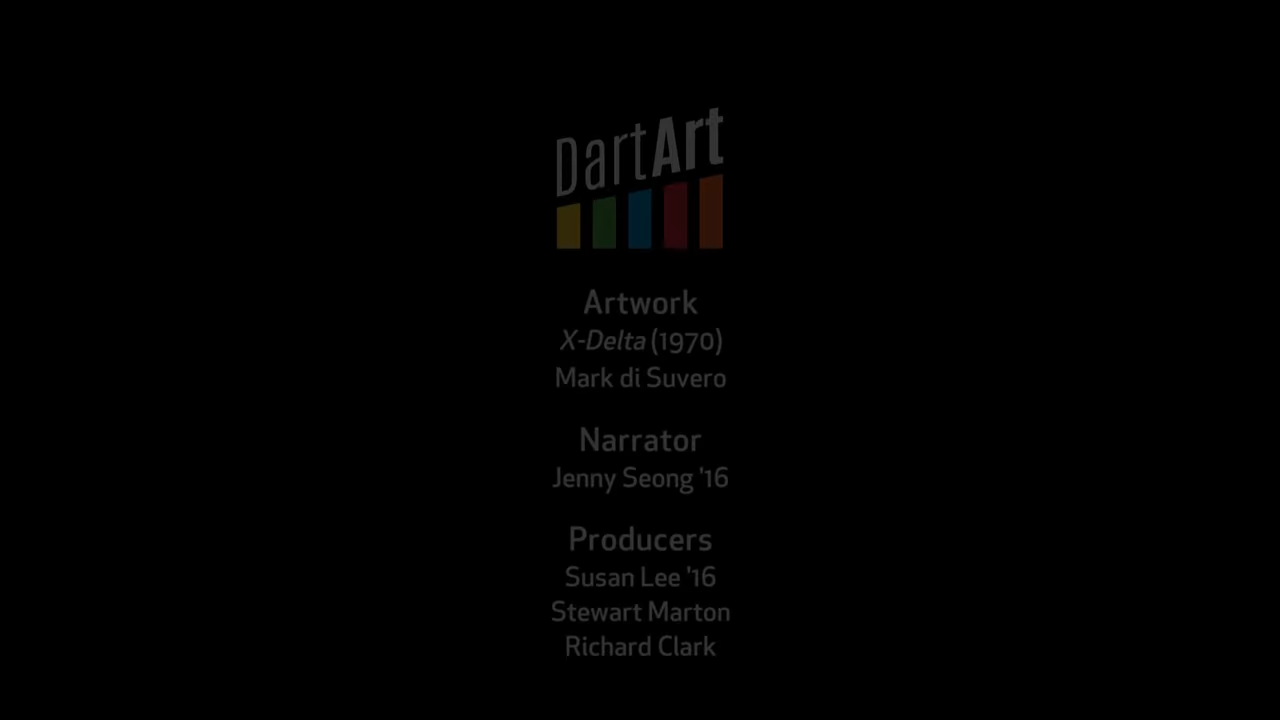 DartArt
Artwork
X-Delta (1970)
Mark di Suvero
Narrator
Jenny Seong '16
Producers
Susan Lee '16
Stewart Marton
Richard Clark